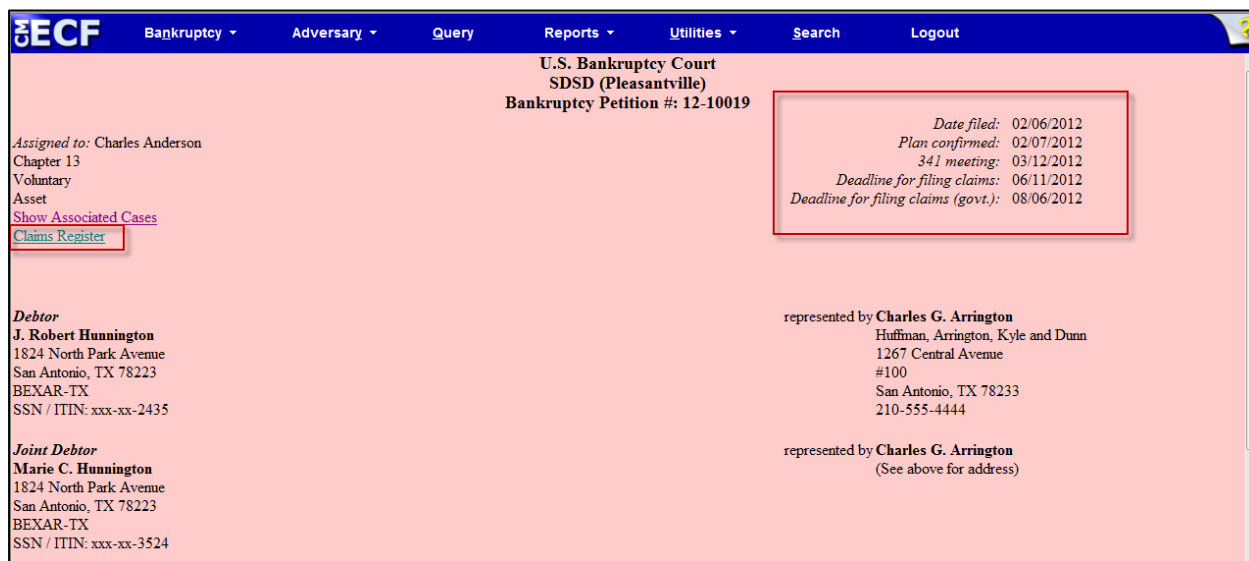 CM ECF Bankruptcy Adversary Query Reports Utilities Search Logout ?
U.S. Bankruptcy Court
SDSD (Pleasantville)
Bankruptcy Petition #: 12-10019
Date filed: 02/06/2012
Assigned to: Charles Anderson Plan confirmed: 02/07/2012
Chapter 13 341 meeting: 03/12/2012
Voluntary Deadline for filing claims: 06/11/2012
Asset Deadline for filing claims (govt.): 08/06/2012
Show Associated Cases
Claims Register
Debtor represented by Charles G. Arrington
J. Robert Hunnington Huffman, Arrington, Kyle and Dunn
1824 North Park Avenue 1267 Central Avenue
San Antonio, TX 78223 #100
BEXAR-TX San Antonio, TX 78233
SSN / ITIN: xxx-xx-2435 210-555-4444
Joint Debtor represented by Charles G. Arrington
Marie C. Hunnington (See above for address)
1824 North Park Avenue
San Antonio, TX 78223
BEXAR-TX
SSN / ITIN: xxx-xx-3524